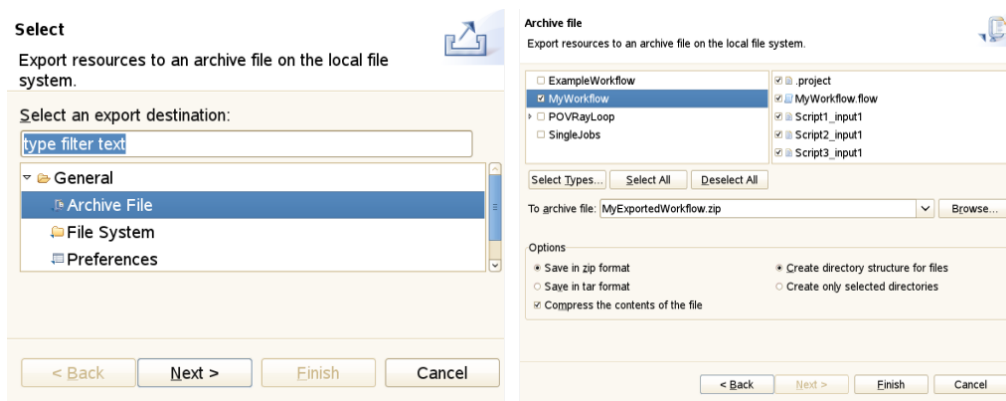 Select
Export resources to an archive file on the local file
system.
Select an export destination:
type filter text
General
Archive File
File System
Preferences
< Back
Next >
Finish
Cancel
Archive file
Export resources to an archive file on the local file system.
ExampleWorkflow
MyWorkflow
POVRayLoop
SingleJobs
.project
MyWorkflow.flow
Script1_input1
Script2_input1
Script3_input1
Select Types... Select All Deselect All
To archive file: MyExportedWorkflow.zip Browse...
Options
Save in zip format
Save in tar format
Compress the contents of the file
Create directory structure for files
Create only selected directories
< Back
Next >
Finish
Cancel